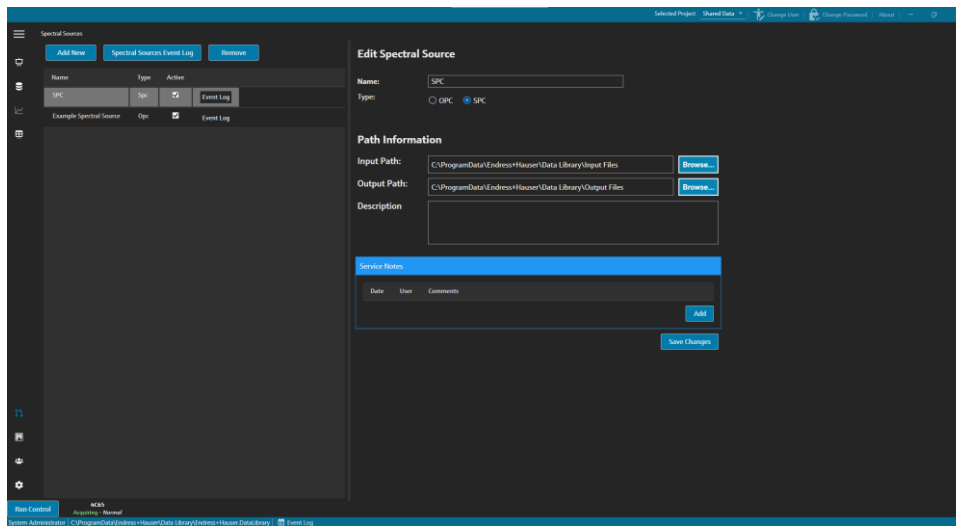 Selected Project Shared Data Change User Change Password About
Spectral Sources
Add New Spectral Sources Event Log Remove
Name Type Active
SPC Spc Event Log
Example Spectral Source Opc Event Log
Edit Spectral Source
Name: SPC
Type: OPC SPC
Path Information
Input Path: C:\ProgramData\Endress+Hauser\Data Library\Input Files Browse...
Output Path: C:\ProgramData\Endress+Hauser\Data Library\Output Files Browse...
Description
Service Notes
Date User Comments
Add
Save Changes
Run Control
4C65
Acquiring - Normal
System Administrator C:\ProgramData\Endress+Hauser\Data Library\Endress+Hauser.DataLibrary Event Log